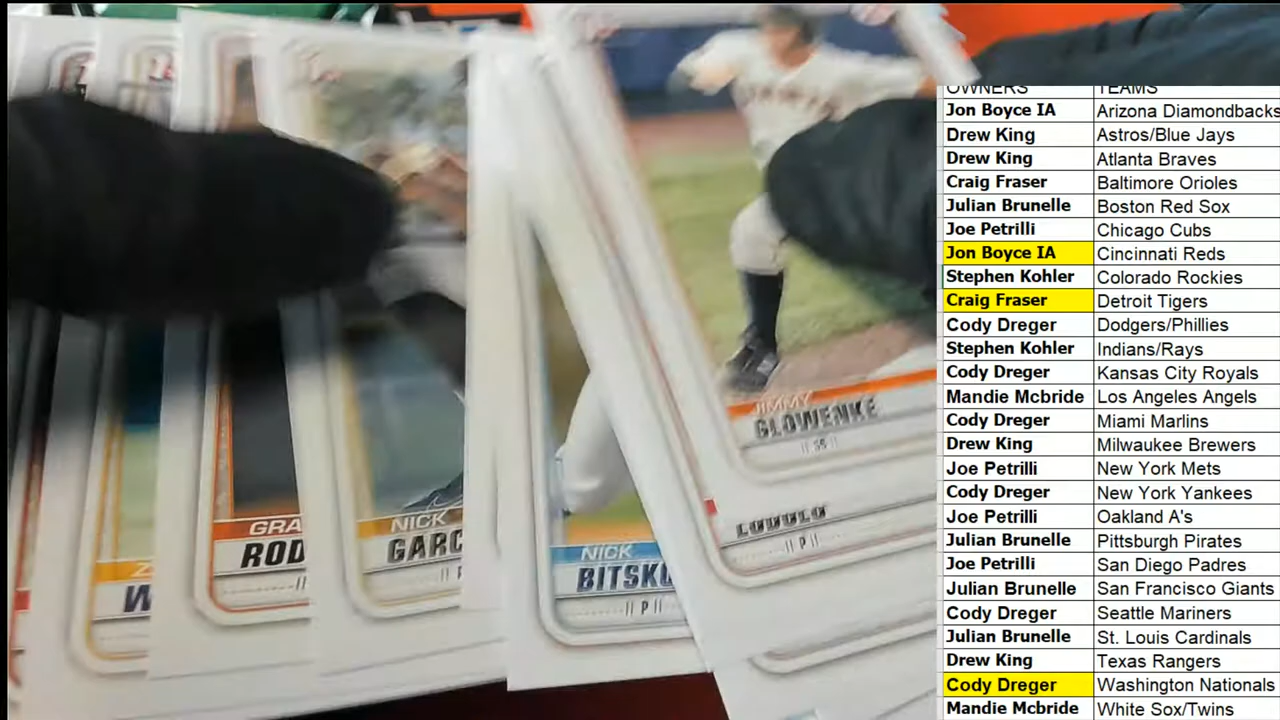 OWNERS TEAMS
Jon Boyce IA Arizona Diamondbacks
Drew King Astros/Blue Jays
Drew King Atlanta Braves
Craig Fraser Baltimore Orioles
Julian Brunelle Boston Red Sox
Joe Petrilli Chicago Cubs
Jon Boyce IA Cincinnati Reds
Stephen Kohler Colorado Rockies
Craig Fraser Detroit Tigers
Cody Dreger Dodgers/Phillies
Stephen Kohler Indians/Rays
Cody Dreger Kansas City Royals
Mandie Mcbride Los Angeles Angels
Cody Dreger Miami Marlins
Drew King Milwaukee Brewers
Joe Petrilli New York Mets
Cody Dreger New York Yankees
Joe Petrilli Oakland A's
Julian Brunelle Pittsburgh Pirates
Joe Petrilli San Diego Padres
Julian Brunelle San Francisco Giants
Cody Dreger Seattle Mariners
Julian Brunelle St. Louis Cardinals
Drew King Texas Rangers
Cody Dreger Washington Nationals
Mandie Mcbride White Sox/Twins
JIMMY
GLOWENKE
SS
LODOLO
P
NICK
BITSKO
P
NICK
GARC
GRA
ROD
Z
W